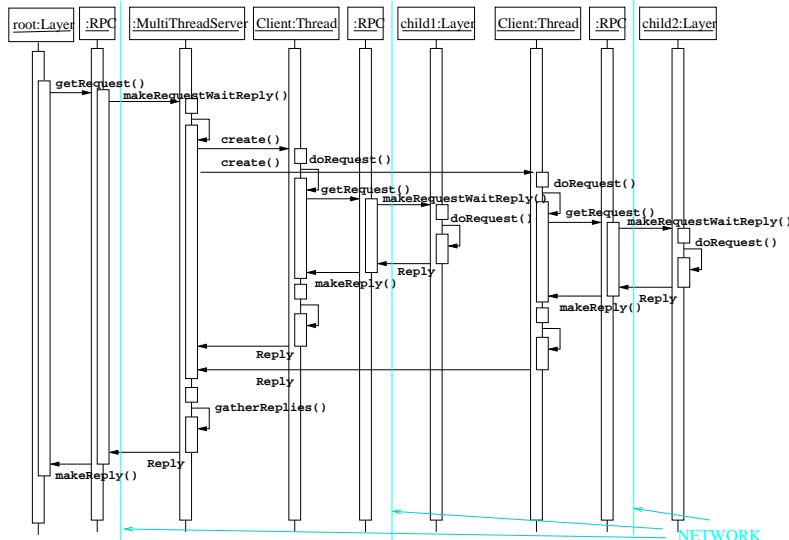 root:Layer
:RPC
:MultiThreadServer
Client:Thread
:RPC
child1:Layer
Client:Thread
:RPC
child2:Layer
getRequest()
makeRequestWaitReply()
create()
doRequest()
create()
doRequest()
getRequest()
makeRequestWaitReply()
doRequest()
getRequest()
makeRequestWaitReply()
doRequest()
Reply
makeReply()
Reply
makeReply()
Reply
Reply
gatherReplies()
Reply
makeReply()
NETWORK